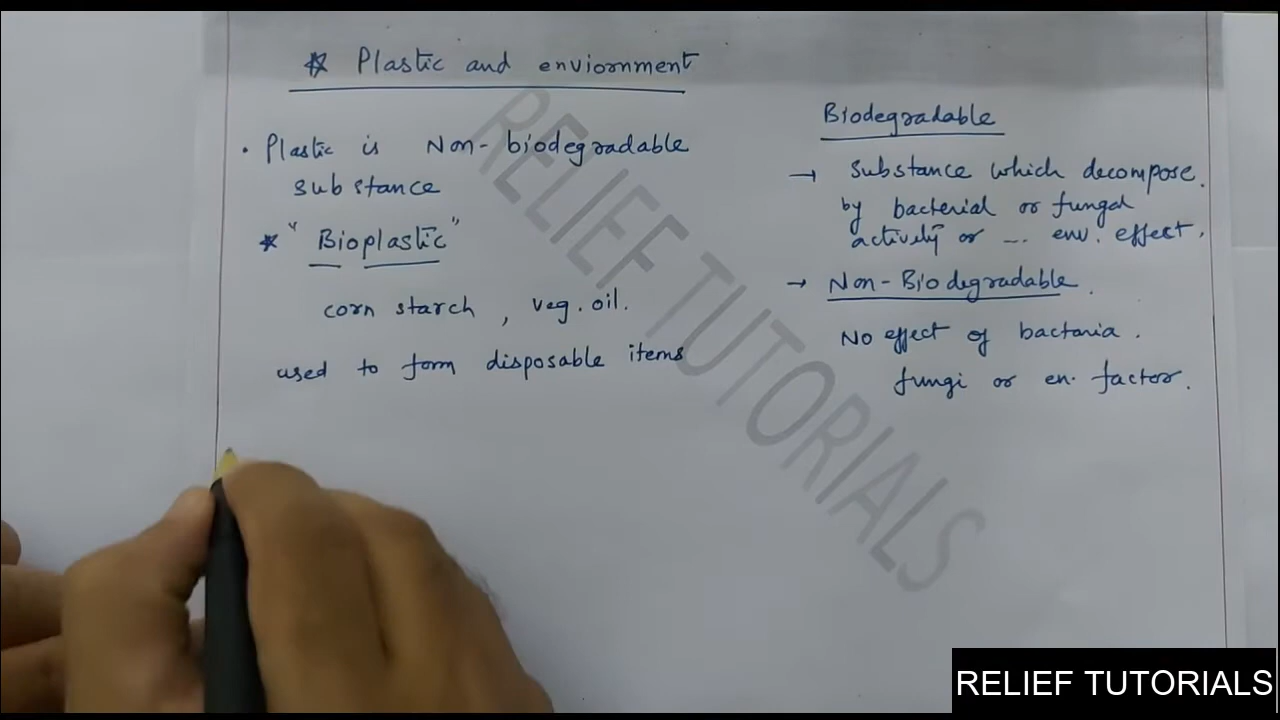 * Plastic and enviornment
• Plastic is Non-biodegradable
substance
* "Bioplastic"
corn starch, veg. oil.
used to form disposable items
Biodegradable
→ Substance which decompose.
by bacterial or fungal
activity or ... env. effect.
→ Non-Biodegradable.
No effect of bactaria.
fungi or en. factor.
RELIEF TUTORIALS
RELIEF TUTORIALS